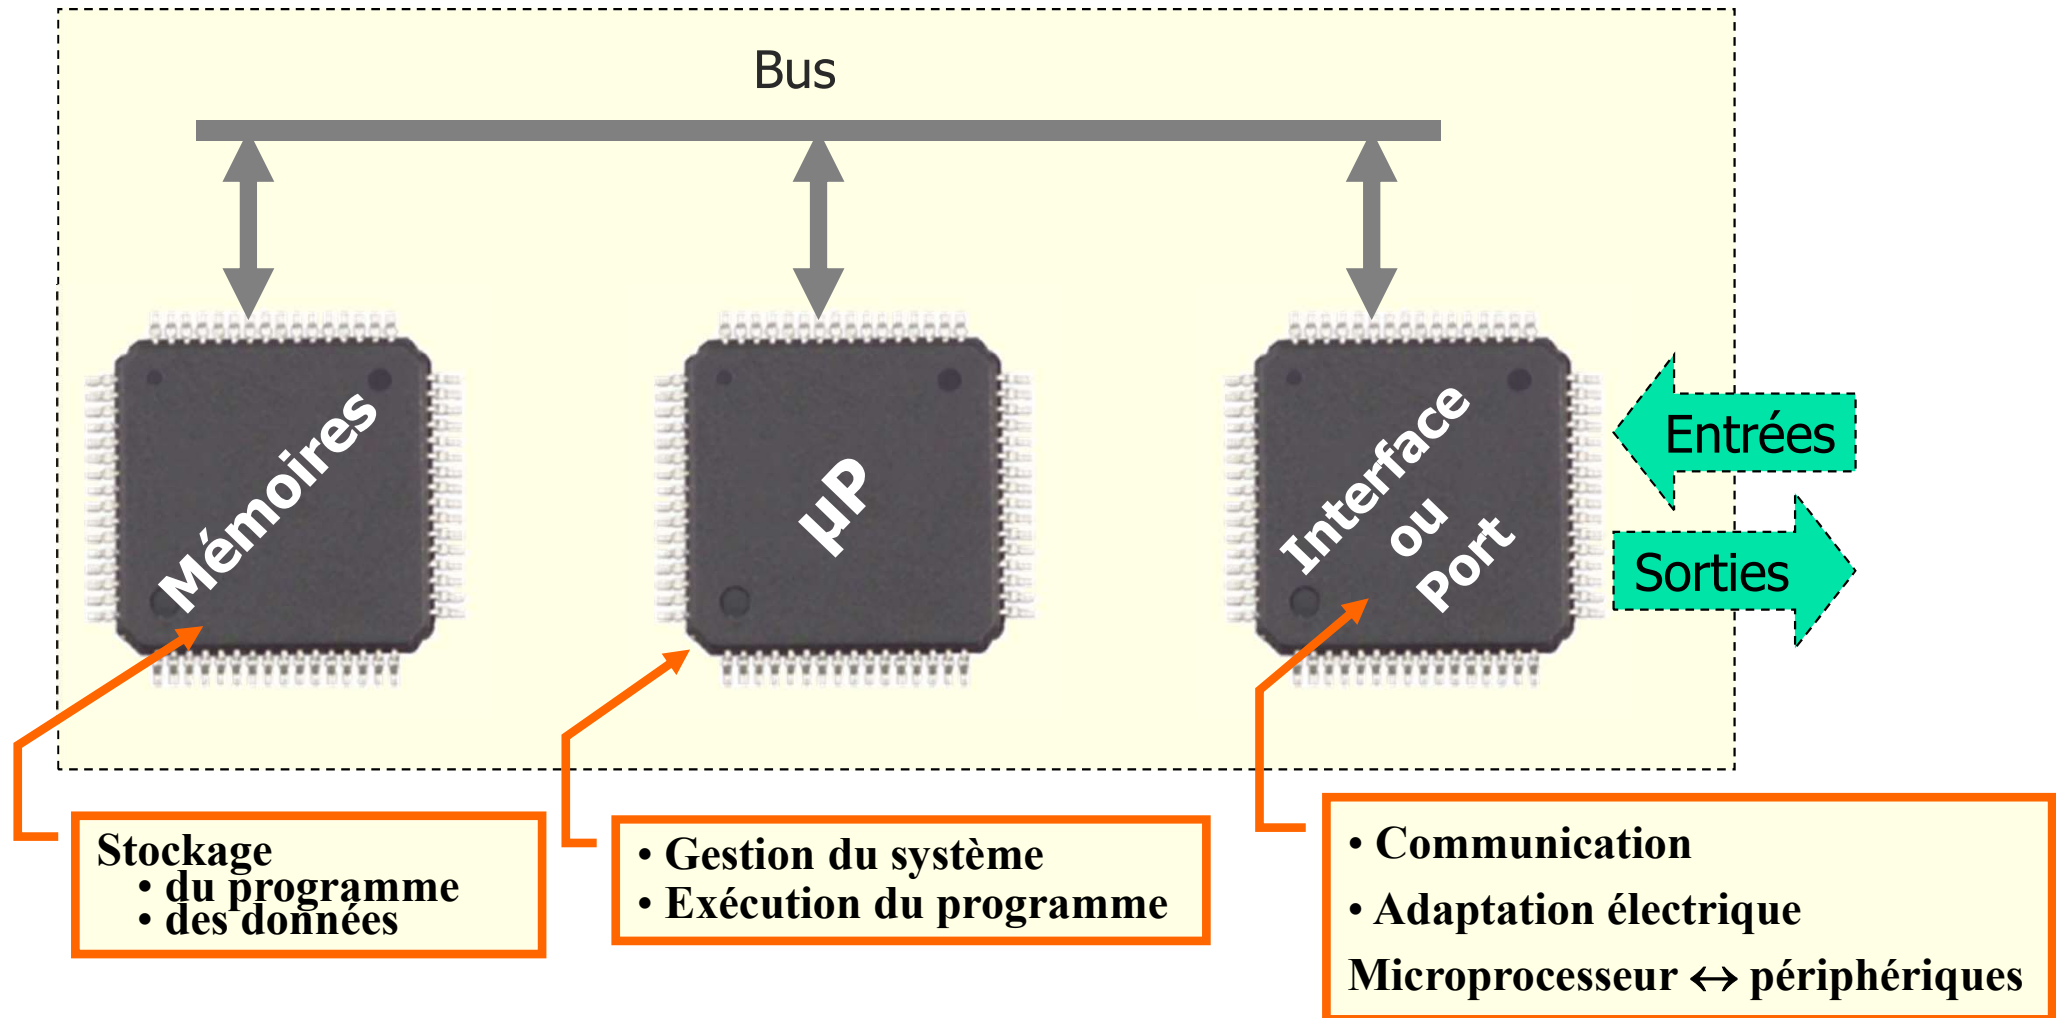 Bus
Mémoires
µP
Interface
ou
Port
Entrées
Sorties
Stockage
• du programme
• des données
• Gestion du système
• Exécution du programme
• Communication
• Adaptation électrique
Microprocesseur ↔ périphériques